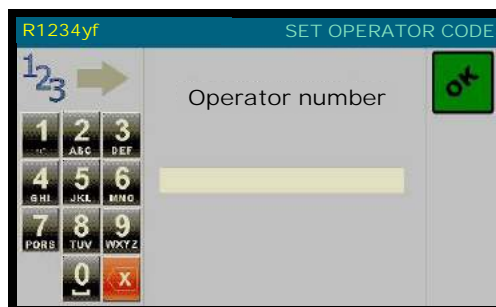 R1234yf SET OPERATOR CODE
123
Operator number
OK
1 2 3
ABC DEF
4 5 6
GHI JKL MNO
7 8 9
PQRS TUV WXYZ
0 X